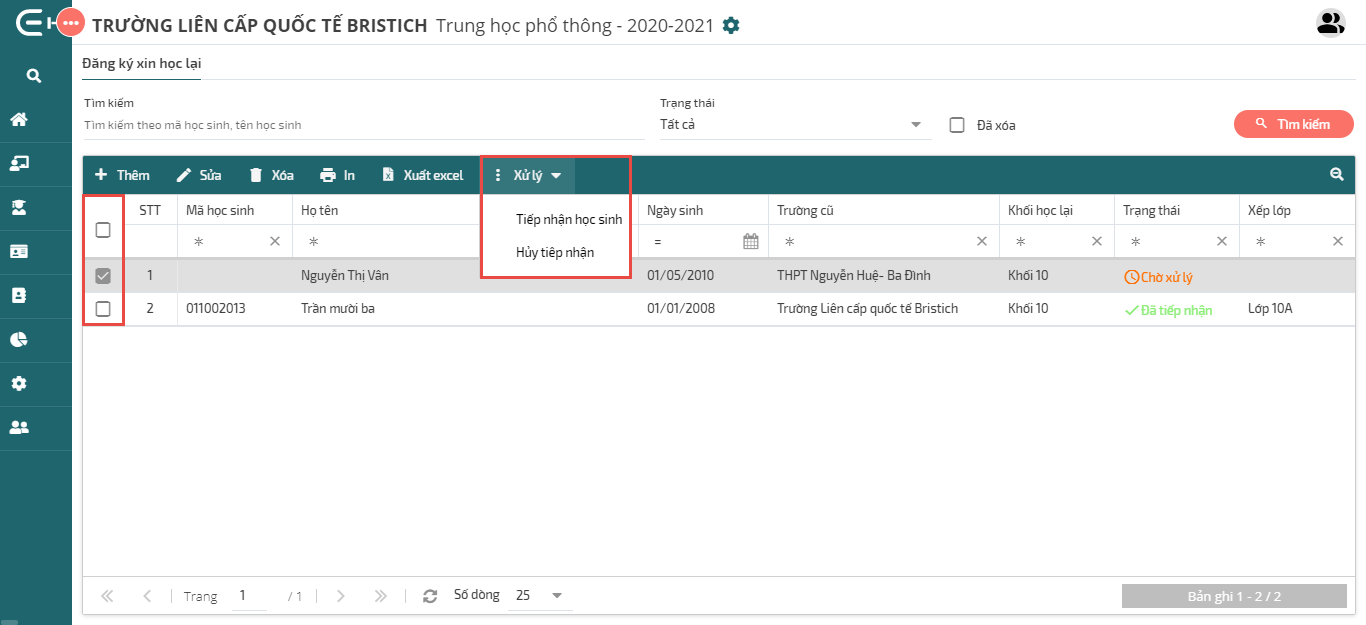 TRƯỜNG LIÊN CẤP QUỐC TẾ BRISTICH Trung học phổ thông - 2020-2021
Đăng ký xin học lại
Tìm kiếm
Tìm kiếm theo mã học sinh, tên học sinh
Trạng thái
Tất cả
Đã xóa
Tìm kiếm
Thêm Sửa Xóa In Xuất excel Xử lý
Tiếp nhận học sinh
Hủy tiếp nhận
STT Mã học sinh Họ tên Ngày sinh Trường cũ Khối học lại Trạng thái Xếp lớp
* * = * * * *
1 Nguyễn Thị Vân 01/05/2010 THPT Nguyễn Huệ- Ba Đình Khối 10 Chờ xử lý
2 011002013 Trần mười ba 01/01/2008 Trường Liên cấp quốc tế Bristich Khối 10 Đã tiếp nhận Lớp 10A
Trang 1 / 1 Số dòng 25 Bản ghi 1 - 2 / 2